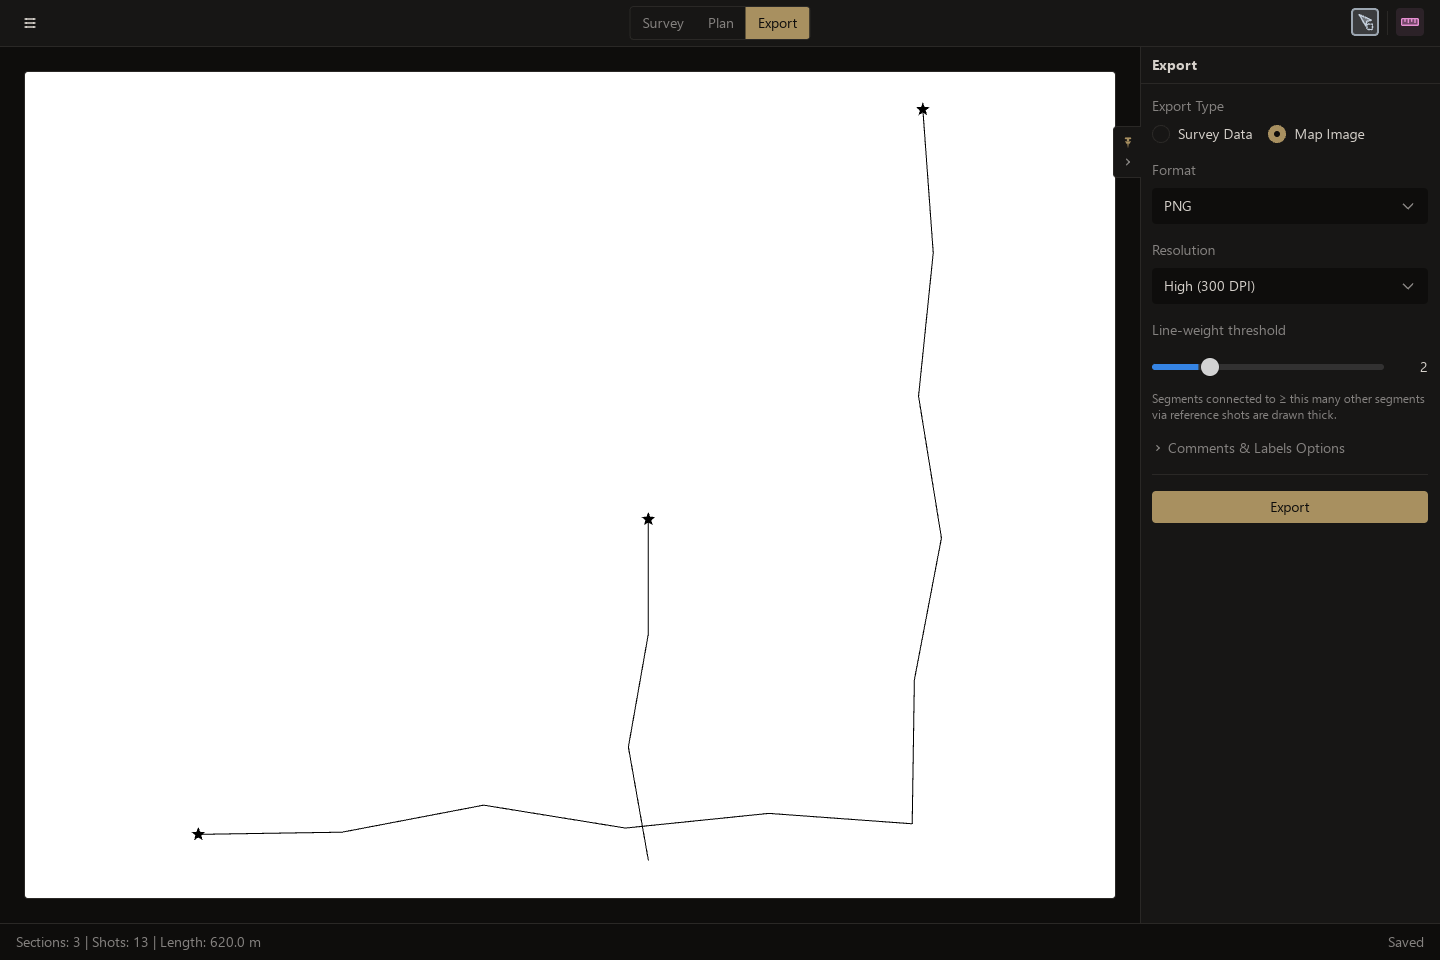 Survey
Plan
Export
Export
Export Type
Survey Data
Map Image
Format
PNG
Resolution
High (300 DPI)
Line-weight threshold
2
Segments connected to ≥ this many other segments
via reference shots are drawn thick.
Comments & Labels Options
Export
Sections: 3 | Shots: 13 | Length: 620.0 m
Saved